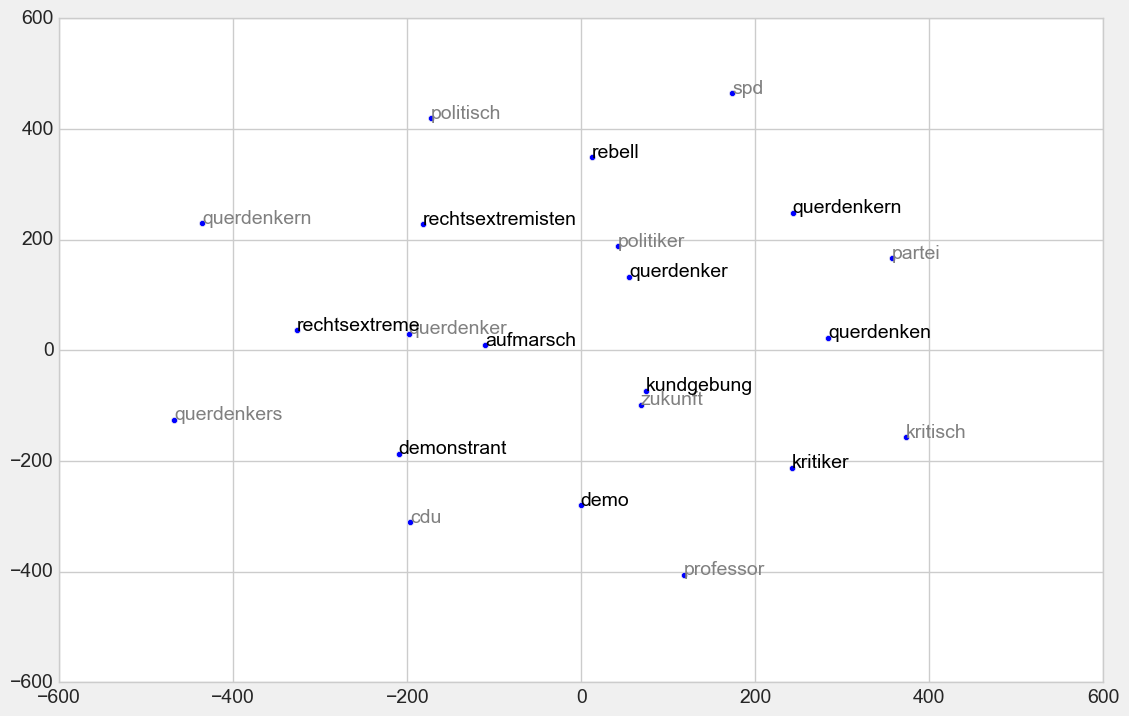 600
spd
politisch
400
rebell
querdenkern
rechtsextremisten
querdenkern
200
politiker
partei
querdenker
rechtsextreme
querdenker
aufmarsch
querdenken
0
kundgebung
zukunft
querdenkers
kritisch
demonstrant
−200
kritiker
demo
cdu
−400
professor
−600
−600 −400 −200 0 200 400 600